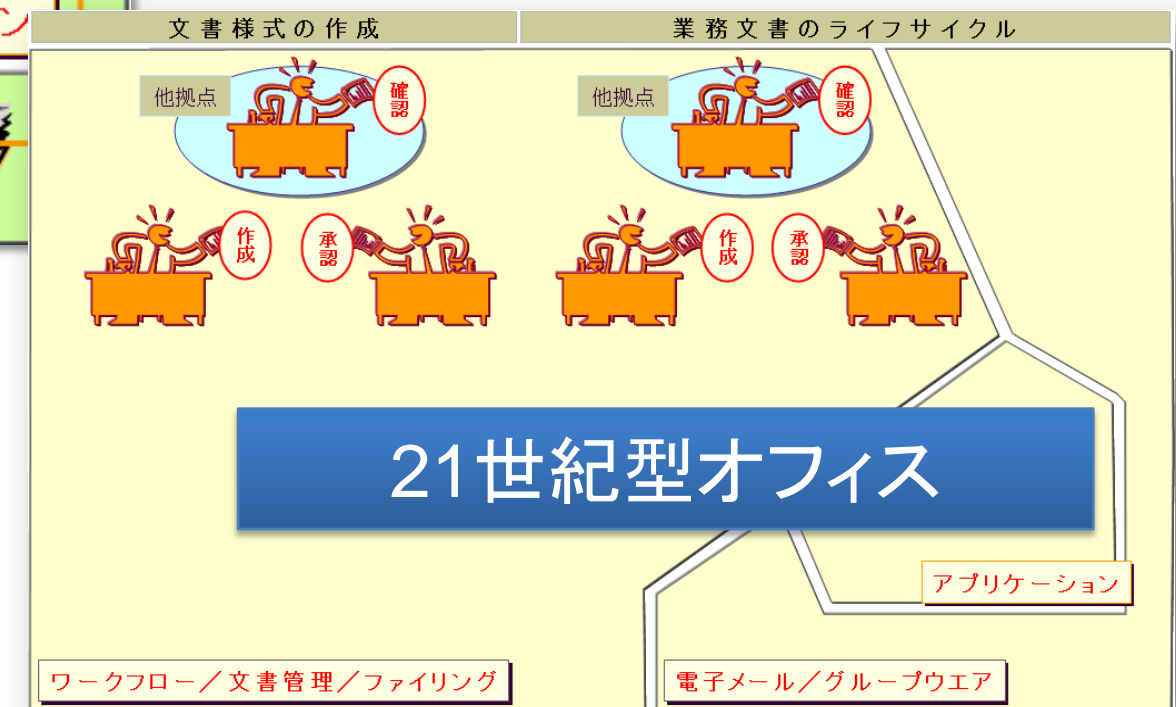 ン
文書様式の作成
業務文書のライフサイクル
他拠点
確認
他拠点
確認
作成
承認
作成
承認
21世紀型オフィス
アプリケーション
ワークフロー／文書管理／ファイリング
電子メール／グループウエア